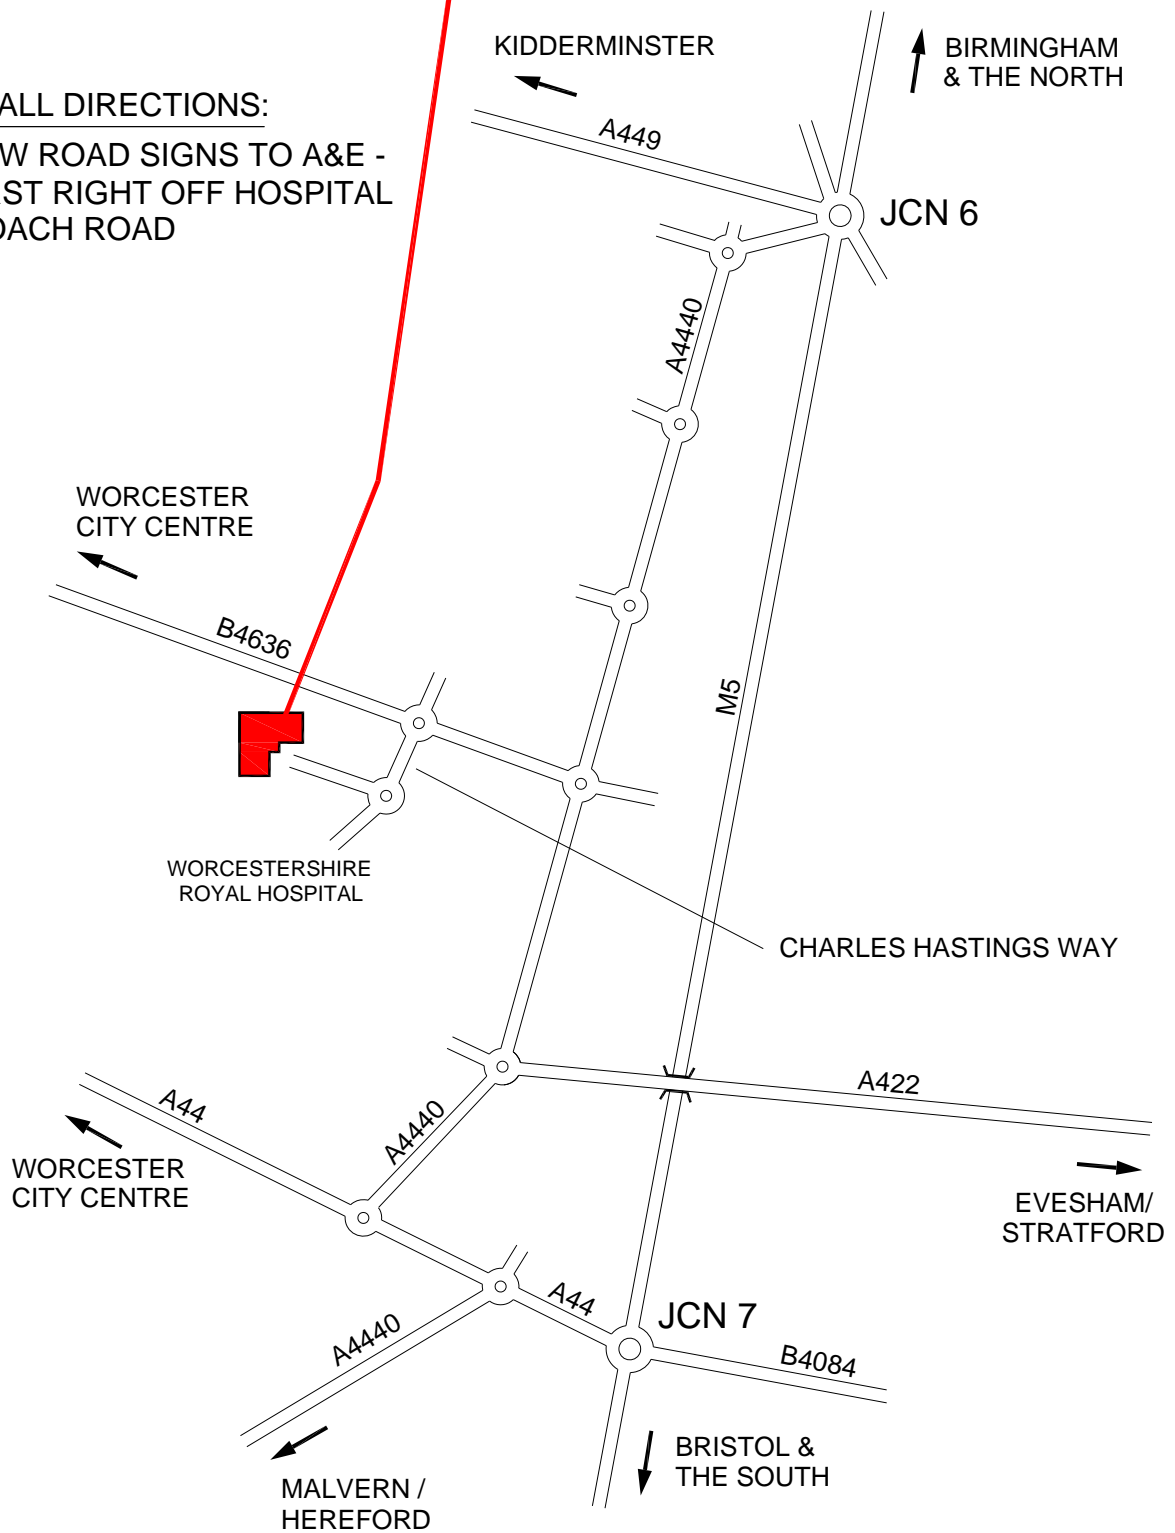 KIDDERMINSTER
BIRMINGHAM
& THE NORTH
ALL DIRECTIONS:
A449
W ROAD SIGNS TO A&E -
ST RIGHT OFF HOSPITAL
OACH ROAD
JCN 6
A4440
WORCESTER
CITY CENTRE
B4636
M5
WORCESTERSHIRE
ROYAL HOSPITAL
CHARLES HASTINGS WAY
A422
A44
A4440
WORCESTER
CITY CENTRE
EVESHAM/
STRATFORD
A44
JCN 7
A4440
B4084
BRISTOL &
THE SOUTH
MALVERN /
HEREFORD